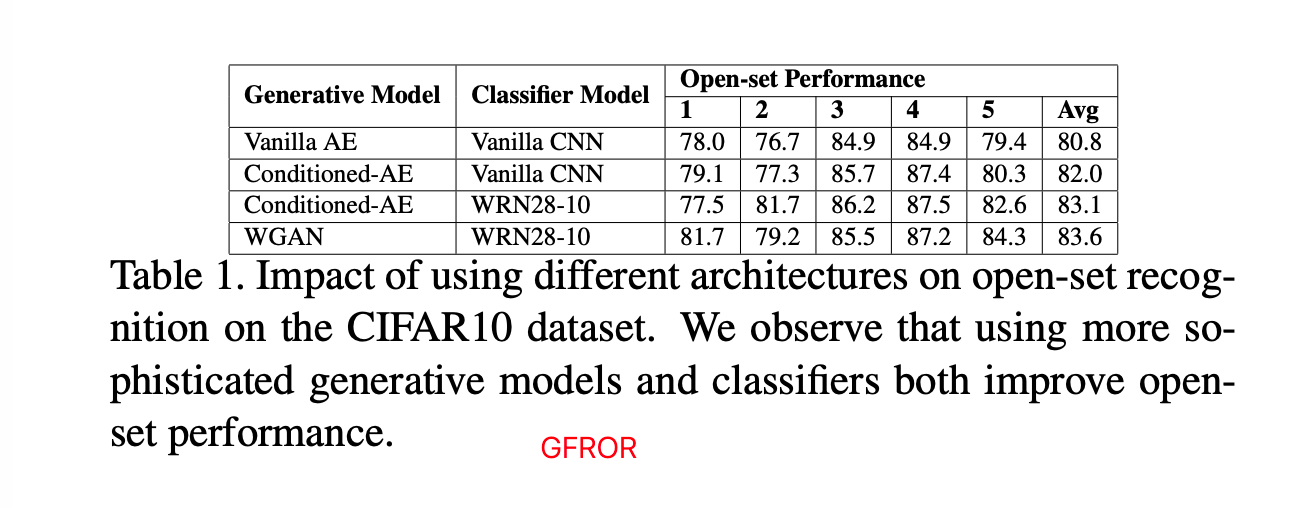 Generative Model Classifier Model Open-set Performance
1 2 3 4 5 Avg
Vanilla AE Vanilla CNN 78.0 76.7 84.9 84.9 79.4 80.8
Conditioned-AE Vanilla CNN 79.1 77.3 85.7 87.4 80.3 82.0
Conditioned-AE WRN28-10 77.5 81.7 86.2 87.5 82.6 83.1
WGAN WRN28-10 81.7 79.2 85.5 87.2 84.3 83.6
Table 1. Impact of using different architectures on open-set recog-
nition on the CIFAR10 dataset. We observe that using more so-
phisticated generative models and classifiers both improve open-
set performance.
GFROR